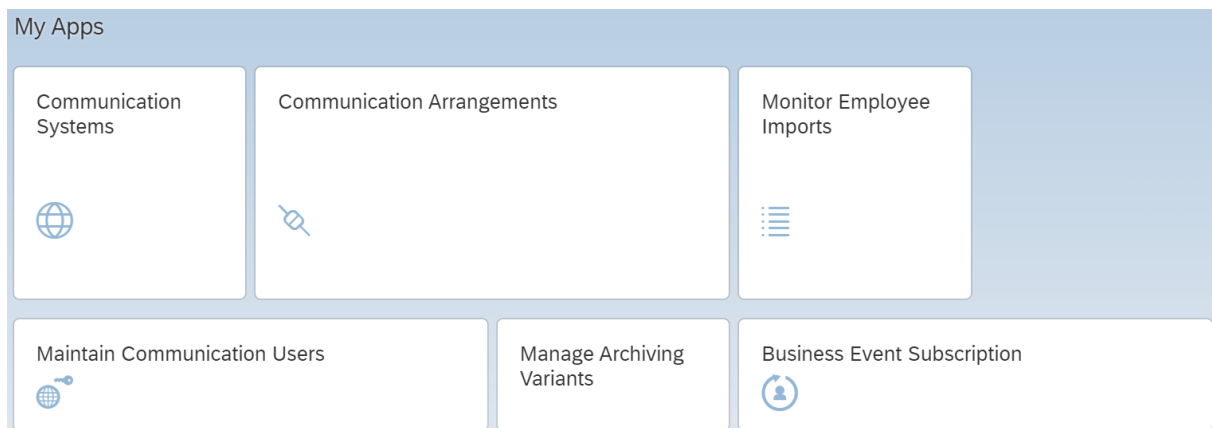 My Apps
Communication
Systems
Communication Arrangements
Monitor Employee
Imports
Maintain Communication Users
Manage Archiving
Variants
Business Event Subscription